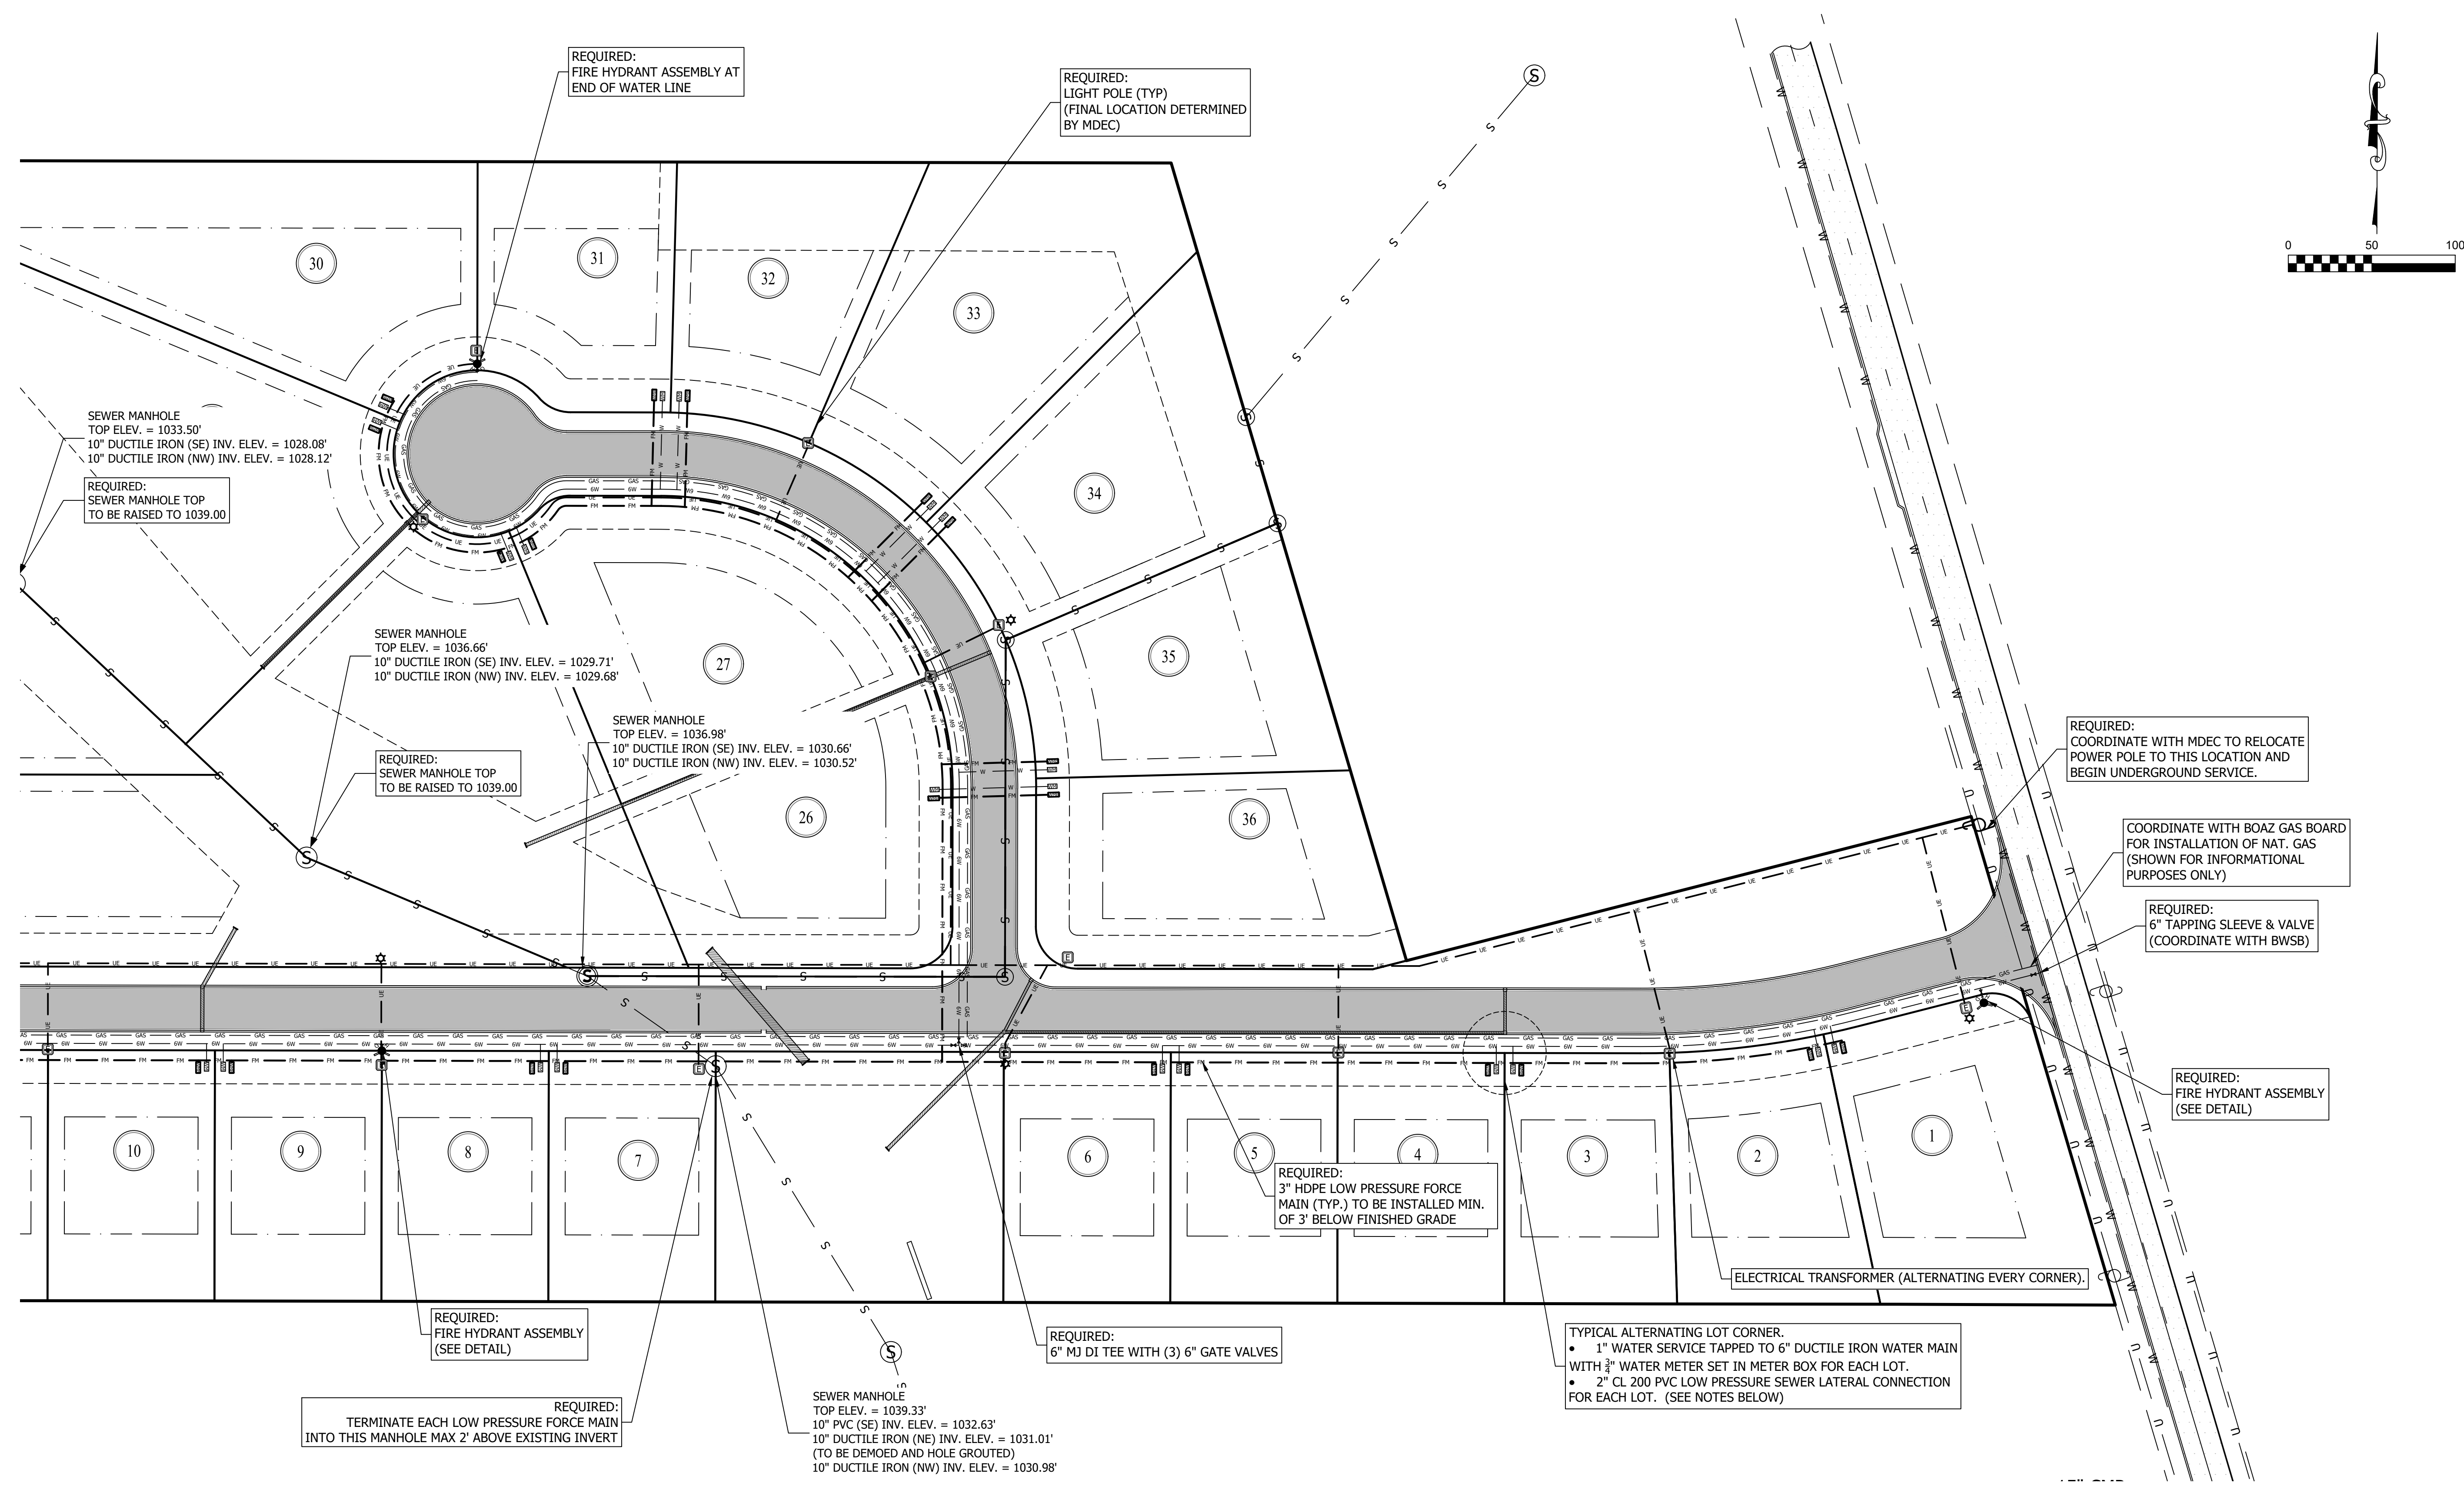 REQUIRED:
FIRE HYDRANT ASSEMBLY AT
END OF WATER LINE
REQUIRED:
LIGHT POLE (TYP)
(FINAL LOCATION DETERMINED
BY MDEC)
0 50 100
30
31
32
33
34
35
36
27
26
SEWER MANHOLE
TOP ELEV. = 1033.50'
10" DUCTILE IRON (SE) INV. ELEV. = 1028.08'
10" DUCTILE IRON (NW) INV. ELEV. = 1028.12'
REQUIRED:
SEWER MANHOLE TOP
TO BE RAISED TO 1039.00
SEWER MANHOLE
TOP ELEV. = 1036.66'
10" DUCTILE IRON (SE) INV. ELEV. = 1029.71'
10" DUCTILE IRON (NW) INV. ELEV. = 1029.68'
REQUIRED:
SEWER MANHOLE TOP
TO BE RAISED TO 1039.00
SEWER MANHOLE
TOP ELEV. = 1036.98'
10" DUCTILE IRON (SE) INV. ELEV. = 1030.66'
10" DUCTILE IRON (NW) INV. ELEV. = 1030.52'
REQUIRED:
COORDINATE WITH MDEC TO RELOCATE
POWER POLE TO THIS LOCATION AND
BEGIN UNDERGROUND SERVICE.
COORDINATE WITH BOAZ GAS BOARD
FOR INSTALLATION OF NAT. GAS
(SHOWN FOR INFORMATIONAL
PURPOSES ONLY)
REQUIRED:
6" TAPPING SLEEVE & VALVE
(COORDINATE WITH BWSB)
REQUIRED:
FIRE HYDRANT ASSEMBLY
(SEE DETAIL)
10
9
8
7
6
5
4
3
2
1
REQUIRED:
3" HDPE LOW PRESSURE FORCE
MAIN (TYP.) TO BE INSTALLED MIN.
OF 3' BELOW FINISHED GRADE
ELECTRICAL TRANSFORMER (ALTERNATING EVERY CORNER).
REQUIRED:
FIRE HYDRANT ASSEMBLY
(SEE DETAIL)
REQUIRED:
6" MJ DI TEE WITH (3) 6" GATE VALVES
TYPICAL ALTERNATING LOT CORNER.
• 1" WATER SERVICE TAPPED TO 6" DUCTILE IRON WATER MAIN
WITH 3/4" WATER METER SET IN METER BOX FOR EACH LOT.
• 2" CL 200 PVC LOW PRESSURE SEWER LATERAL CONNECTION
FOR EACH LOT. (SEE NOTES BELOW)
REQUIRED:
TERMINATE EACH LOW PRESSURE FORCE MAIN
INTO THIS MANHOLE MAX 2' ABOVE EXISTING INVERT
SEWER MANHOLE
TOP ELEV. = 1039.33'
10" PVC (SE) INV. ELEV. = 1032.63'
10" DUCTILE IRON (NE) INV. ELEV. = 1031.01'
(TO BE DEMOED AND HOLE GROUTED)
10" DUCTILE IRON (NW) INV. ELEV. = 1030.98'